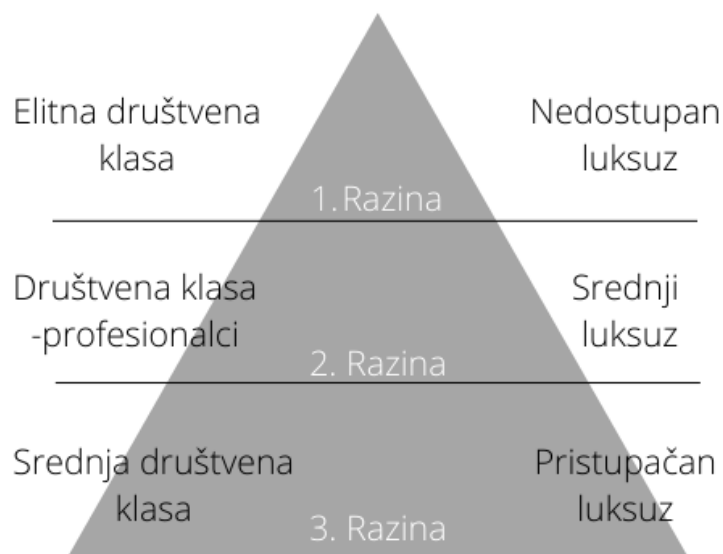 Elitna društvena
klasa
Nedostupan
luksuz
1. Razina
Društvena klasa
-profesionalci
Srednji
luksuz
2. Razina
Srednja društvena
klasa
Pristupačan
luksuz
3. Razina